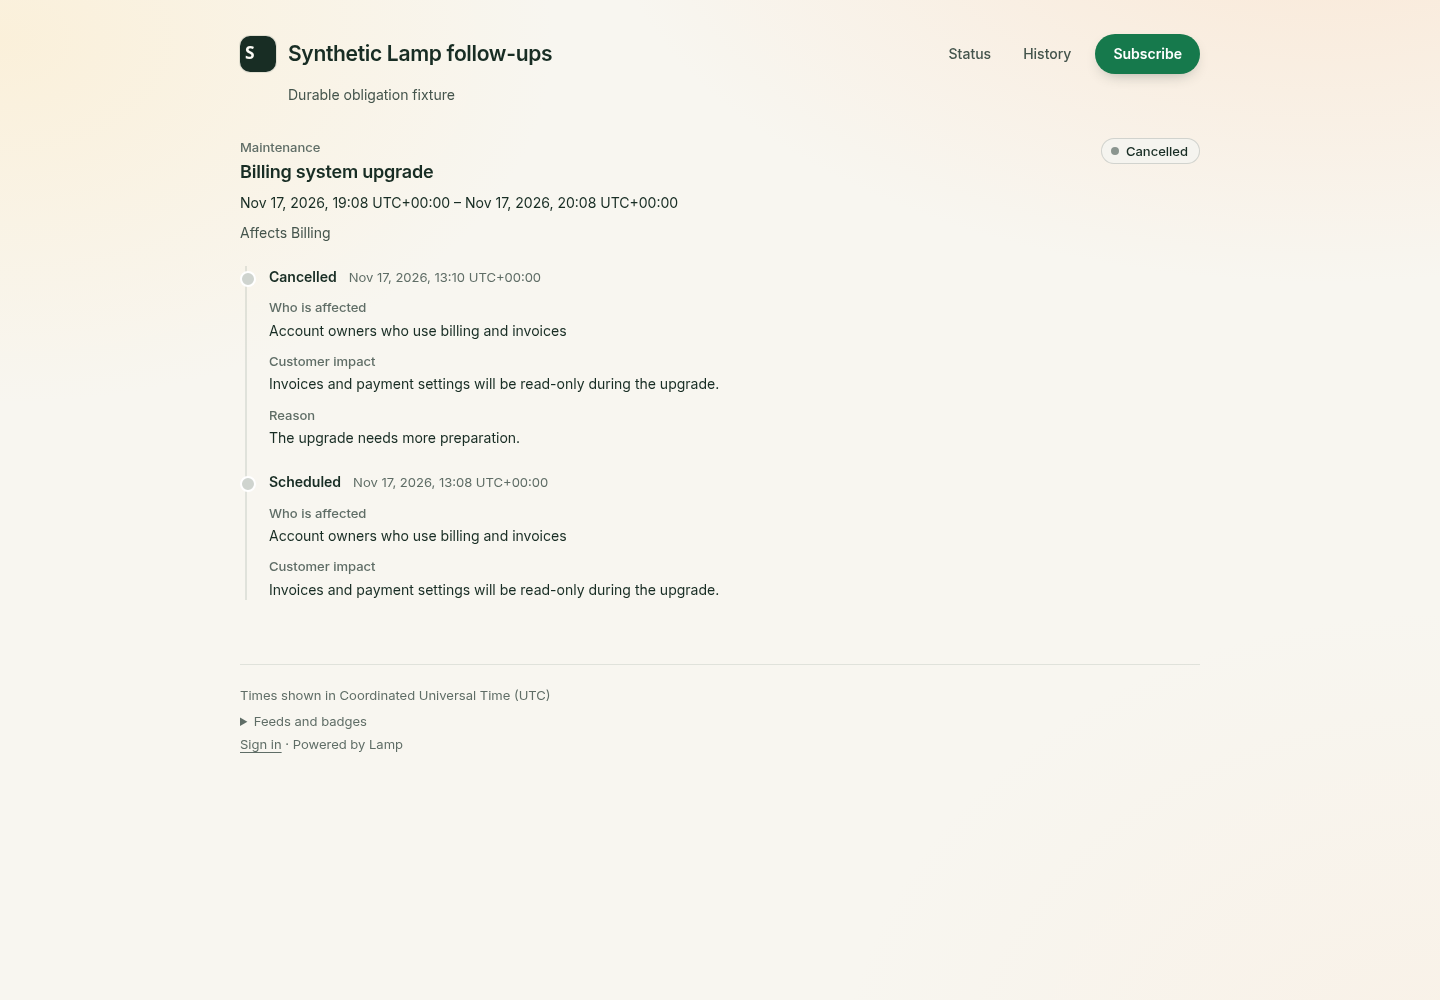 S
Synthetic Lamp follow-ups
Status
History
Subscribe
Durable obligation fixture
Maintenance
Cancelled
Billing system upgrade
Nov 17, 2026, 19:08 UTC+00:00 – Nov 17, 2026, 20:08 UTC+00:00
Affects Billing
Cancelled Nov 17, 2026, 13:10 UTC+00:00
Who is affected
Account owners who use billing and invoices
Customer impact
Invoices and payment settings will be read-only during the upgrade.
Reason
The upgrade needs more preparation.
Scheduled Nov 17, 2026, 13:08 UTC+00:00
Who is affected
Account owners who use billing and invoices
Customer impact
Invoices and payment settings will be read-only during the upgrade.
Times shown in Coordinated Universal Time (UTC)
Feeds and badges
Sign in · Powered by Lamp